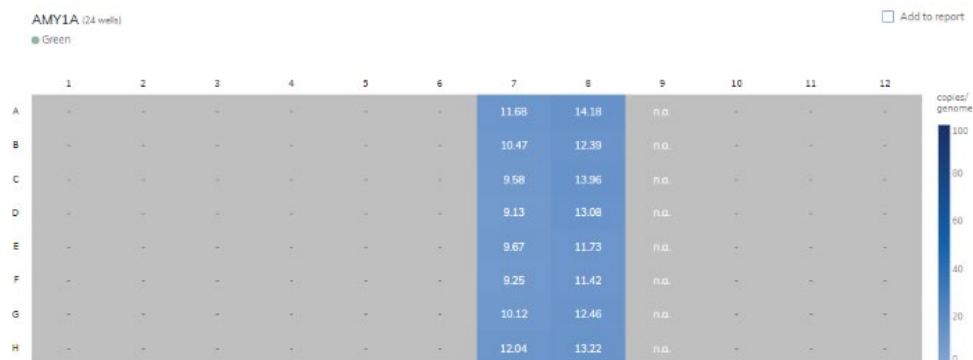 AMY1A (24 wells)
Add to report
Green
1 2 3 4 5 6 7 8 9 10 11 12
copies/
genome
A - - - - - - 11.68 14.18 n.a. - - -
100
B - - - - - - 10.47 12.39 n.a. - - -
80
C - - - - - - 9.58 13.96 n.a. - - -
D - - - - - - 9.13 13.08 n.a. - - -
60
E - - - - - - 9.67 11.73 n.a. - - -
40
F - - - - - - 9.25 11.42 n.a. - - -
G - - - - - - 10.12 12.46 n.a. - - -
20
H - - - - - - 12.04 13.22 n.a. - - -
0